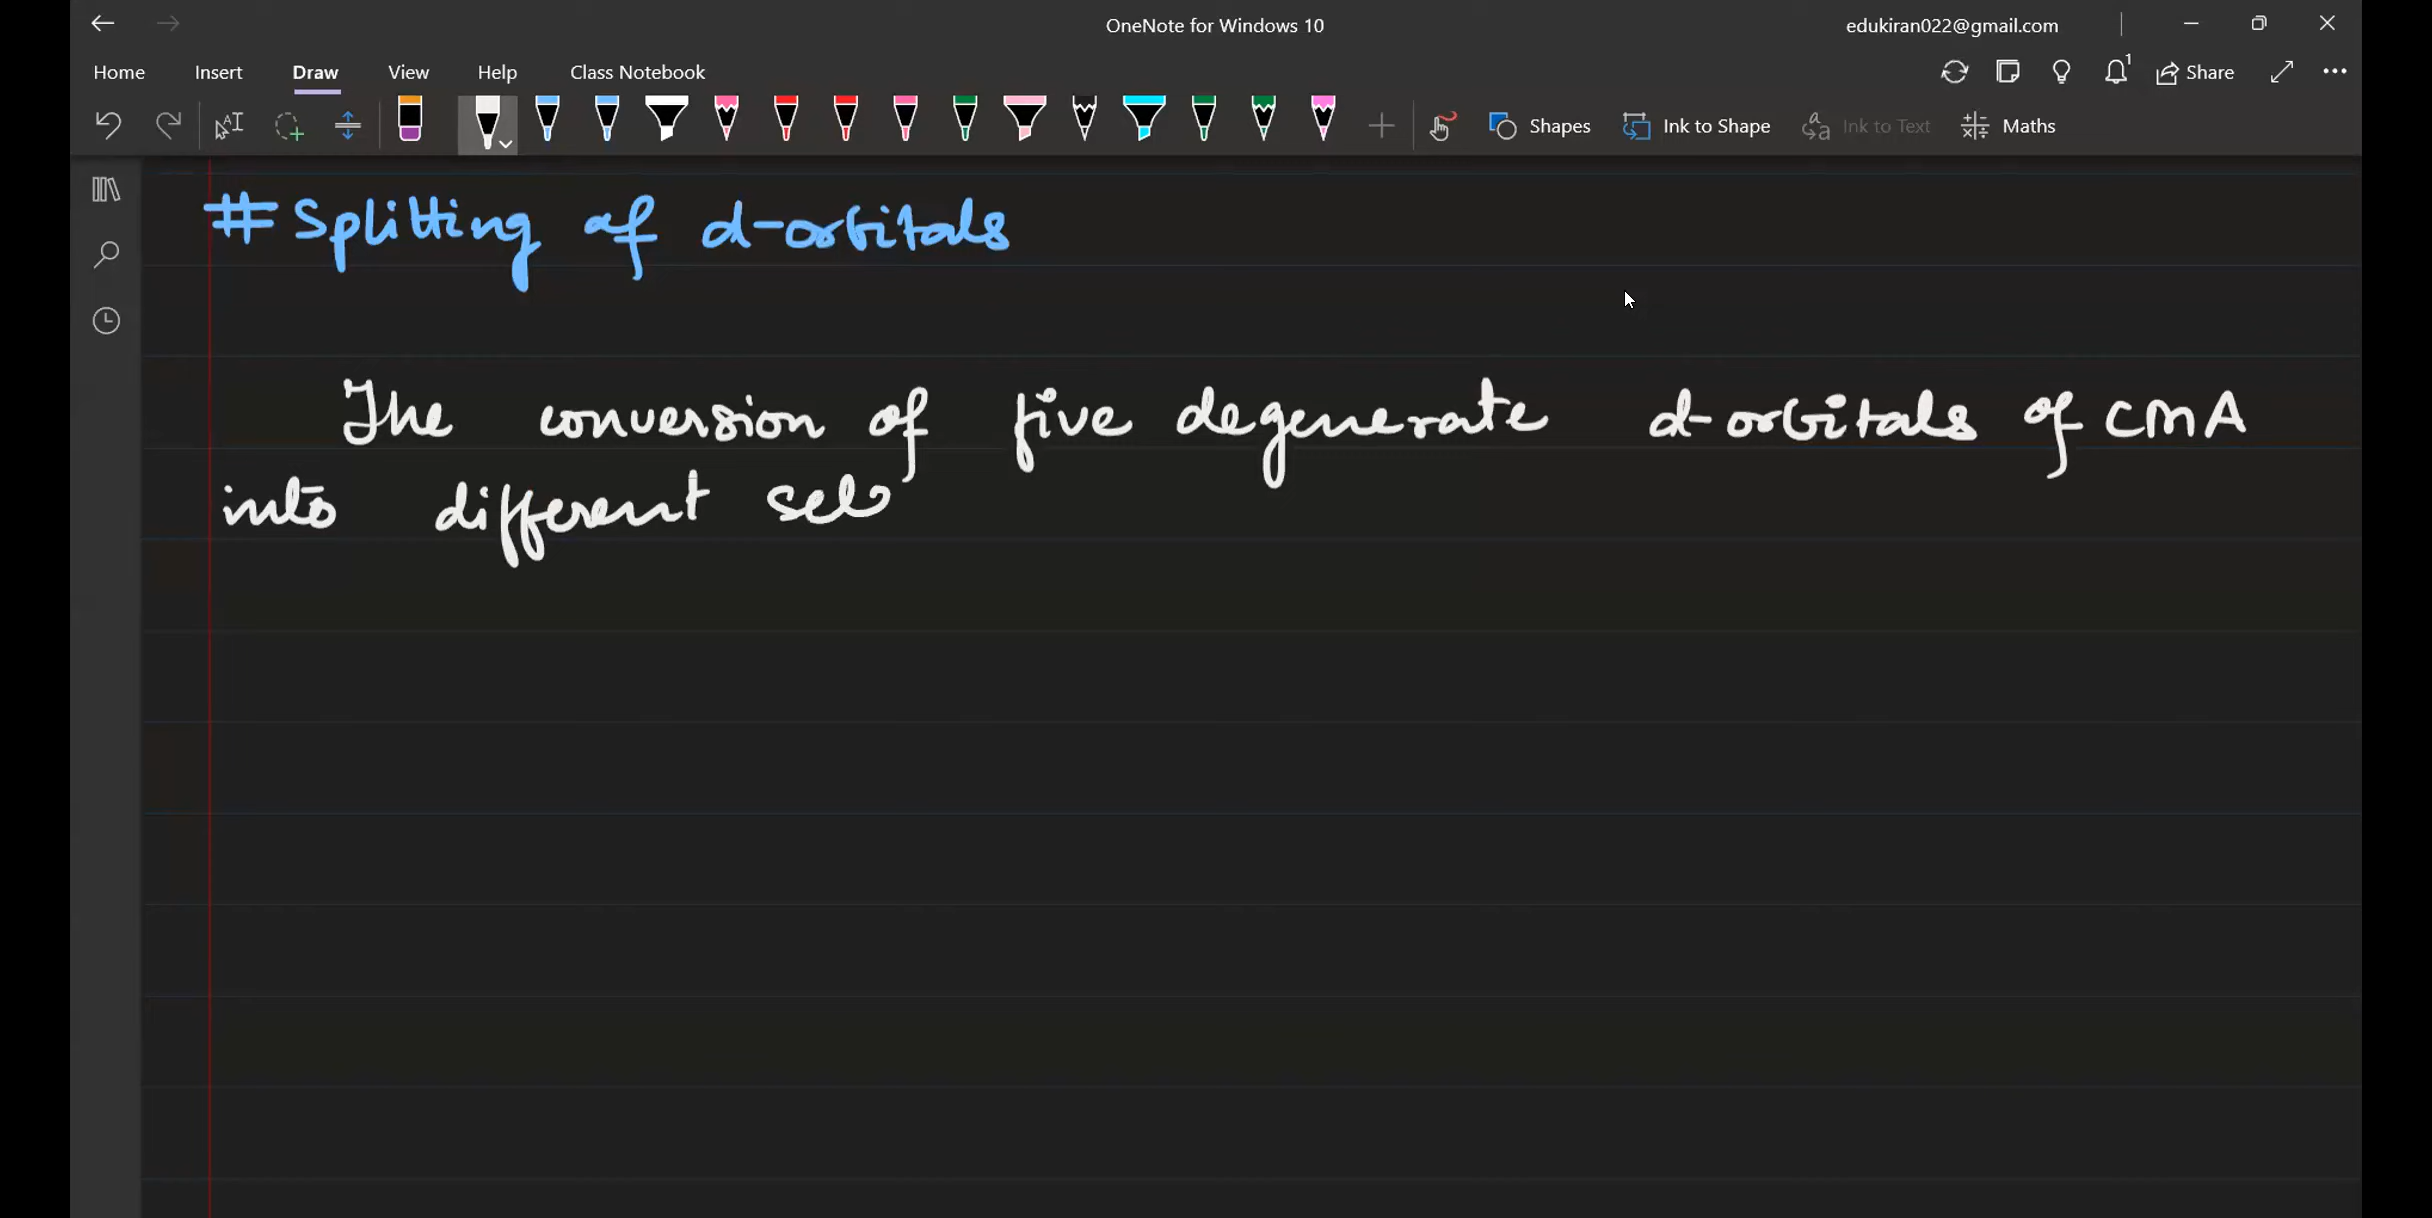 OneNote for Windows 10
edukiran022@gmail.com
Home Insert Draw View Help Class Notebook
1 Share
Shapes Ink to Shape Ink to Text Maths
# Splitting of d-orbitals
The conversion of five degenerate d-orbitals of CMA
into different sets